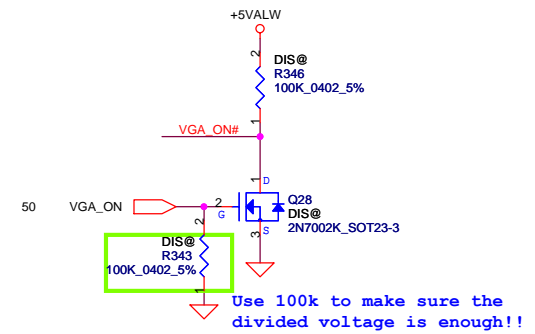 +5VALW
2
DIS@
R346
100K_0402_5%
1
VGA_ON#
1
D
50
VGA_ON
2
G
Q28
DIS@
2N7002K_SOT23-3
S
3
2
DIS@
R343
100K_0402_5%
1
Use 100k to make sure the
divided voltage is enough!!